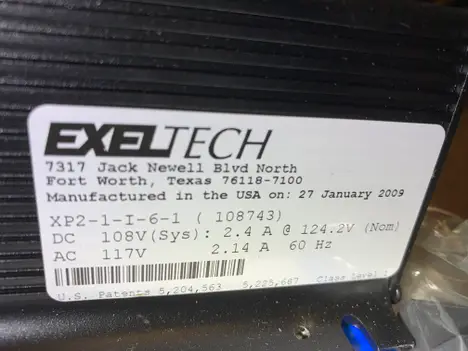 EXELTECH
7317 Jack Newell Blvd North
Fort Worth, Texas 76118-7100
Manufactured in the USA on: 27 January 2009
XP2-1-I-6-1 ( 108743)
DC 108V(Sys): 2.4 A @ 124.2V (Nom)
AC 117V 2.14 A 60 Hz
U.S. Patents 5,204,563 5,225,667 Class Level